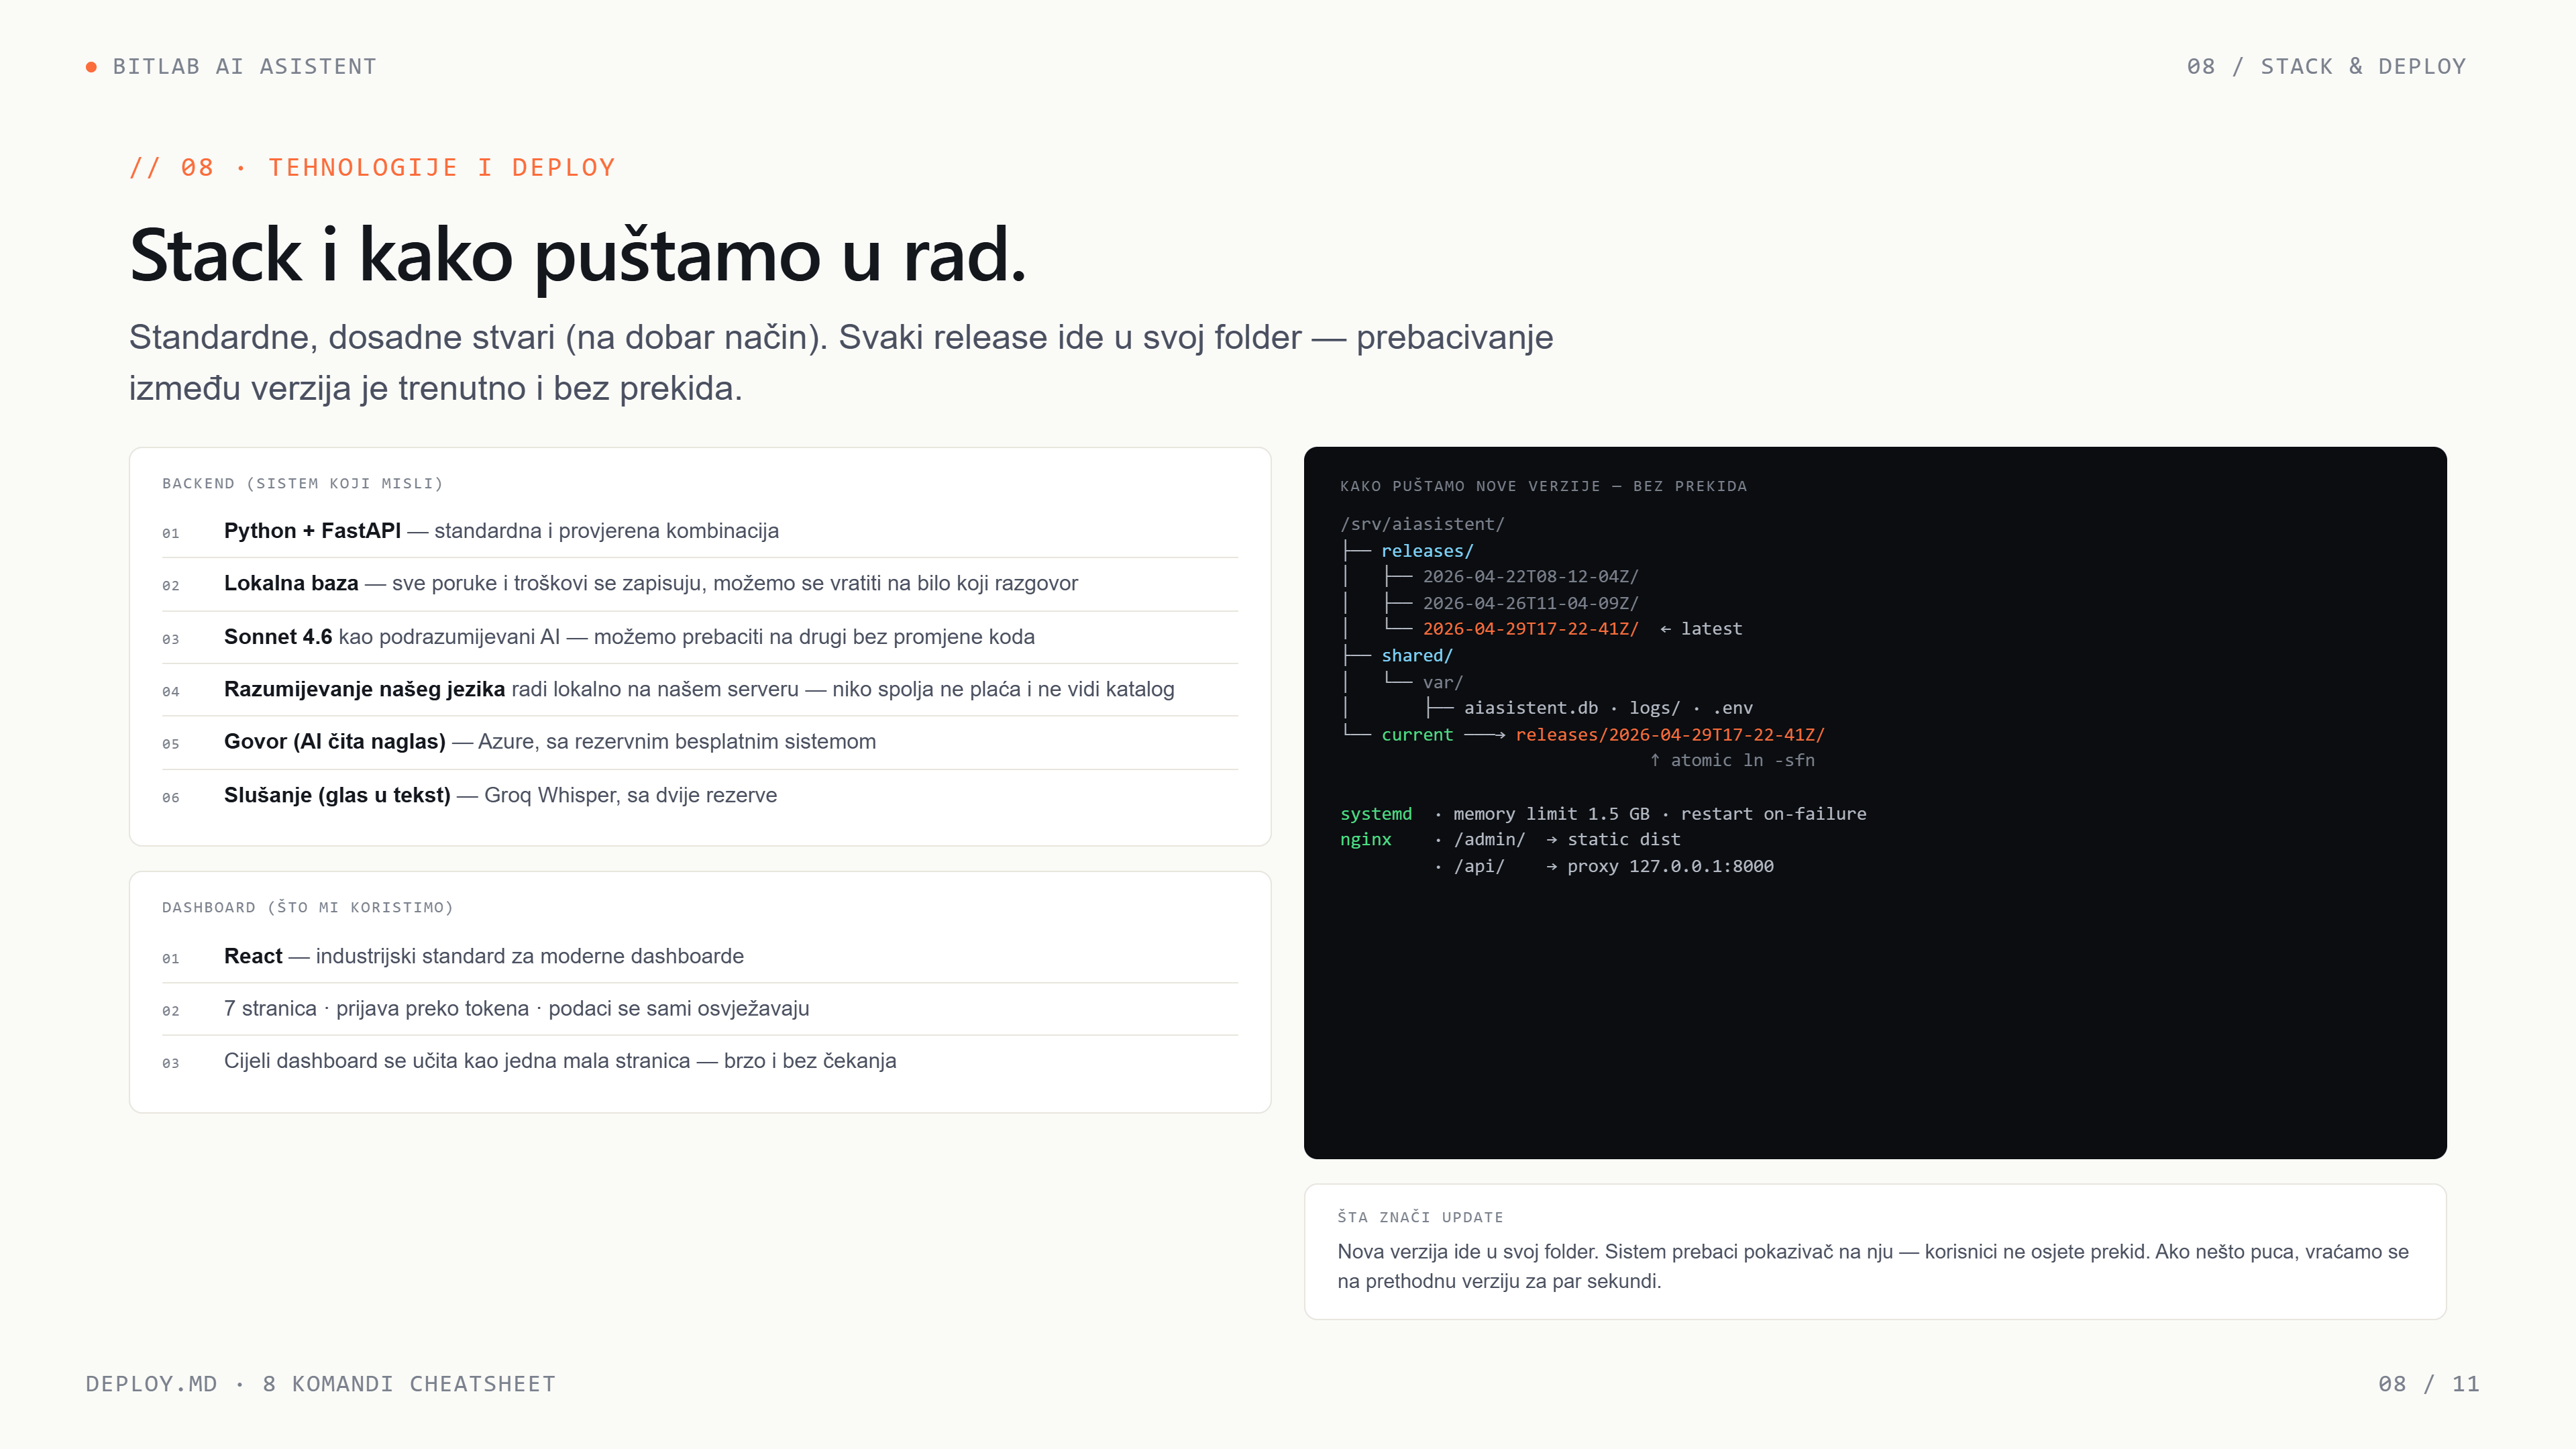 ● BITLAB AI ASISTENT
08 / STACK & DEPLOY
// 08 · TEHNOLOGIJE I DEPLOY
Stack i kako puštamo u rad.
Standardne, dosadne stvari (na dobar način). Svaki release ide u svoj folder — prebacivanje
između verzija je trenutno i bez prekida.
BACKEND (SISTEM KOJI MISLI)
01 Python + FastAPI — standardna i provjerena kombinacija
02 Lokalna baza — sve poruke i troškovi se zapisuju, možemo se vratiti na bilo koji razgovor
03 Sonnet 4.6 kao podrazumijevani AI — možemo prebaciti na drugi bez promjene koda
04 Razumijevanje našeg jezika radi lokalno na našem serveru — niko spolja ne plaća i ne vidi katalog
05 Govor (AI čita naglas) — Azure, sa rezervnim besplatnim sistemom
06 Slušanje (glas u tekst) — Groq Whisper, sa dvije rezerve
DASHBOARD (ŠTO MI KORISTIMO)
01 React — industrijski standard za moderne dashboarde
02 7 stranica · prijava preko tokena · podaci se sami osvježavaju
03 Cijeli dashboard se učita kao jedna mala stranica — brzo i bez čekanja
KAKO PUŠTAMO NOVE VERZIJE — BEZ PREKIDA
/srv/aiasistent/
├── releases/
│   ├── 2026-04-22T08-12-04Z/
│   ├── 2026-04-26T11-04-09Z/
│   └── 2026-04-29T17-22-41Z/  ← latest
├── shared/
│   └── var/
│       ├── aiasistent.db · logs/ · .env
└── current ───→ releases/2026-04-29T17-22-41Z/
↑ atomic ln -sfn
systemd  · memory limit 1.5 GB · restart on-failure
nginx    · /admin/  → static dist
· /api/    → proxy 127.0.0.1:8000
ŠTA ZNAČI UPDATE
Nova verzija ide u svoj folder. Sistem prebaci pokazivač na nju — korisnici ne osjete prekid. Ako nešto puca, vraćamo se
na prethodnu verziju za par sekundi.
DEPLOY.MD · 8 KOMANDI CHEATSHEET
08 / 11